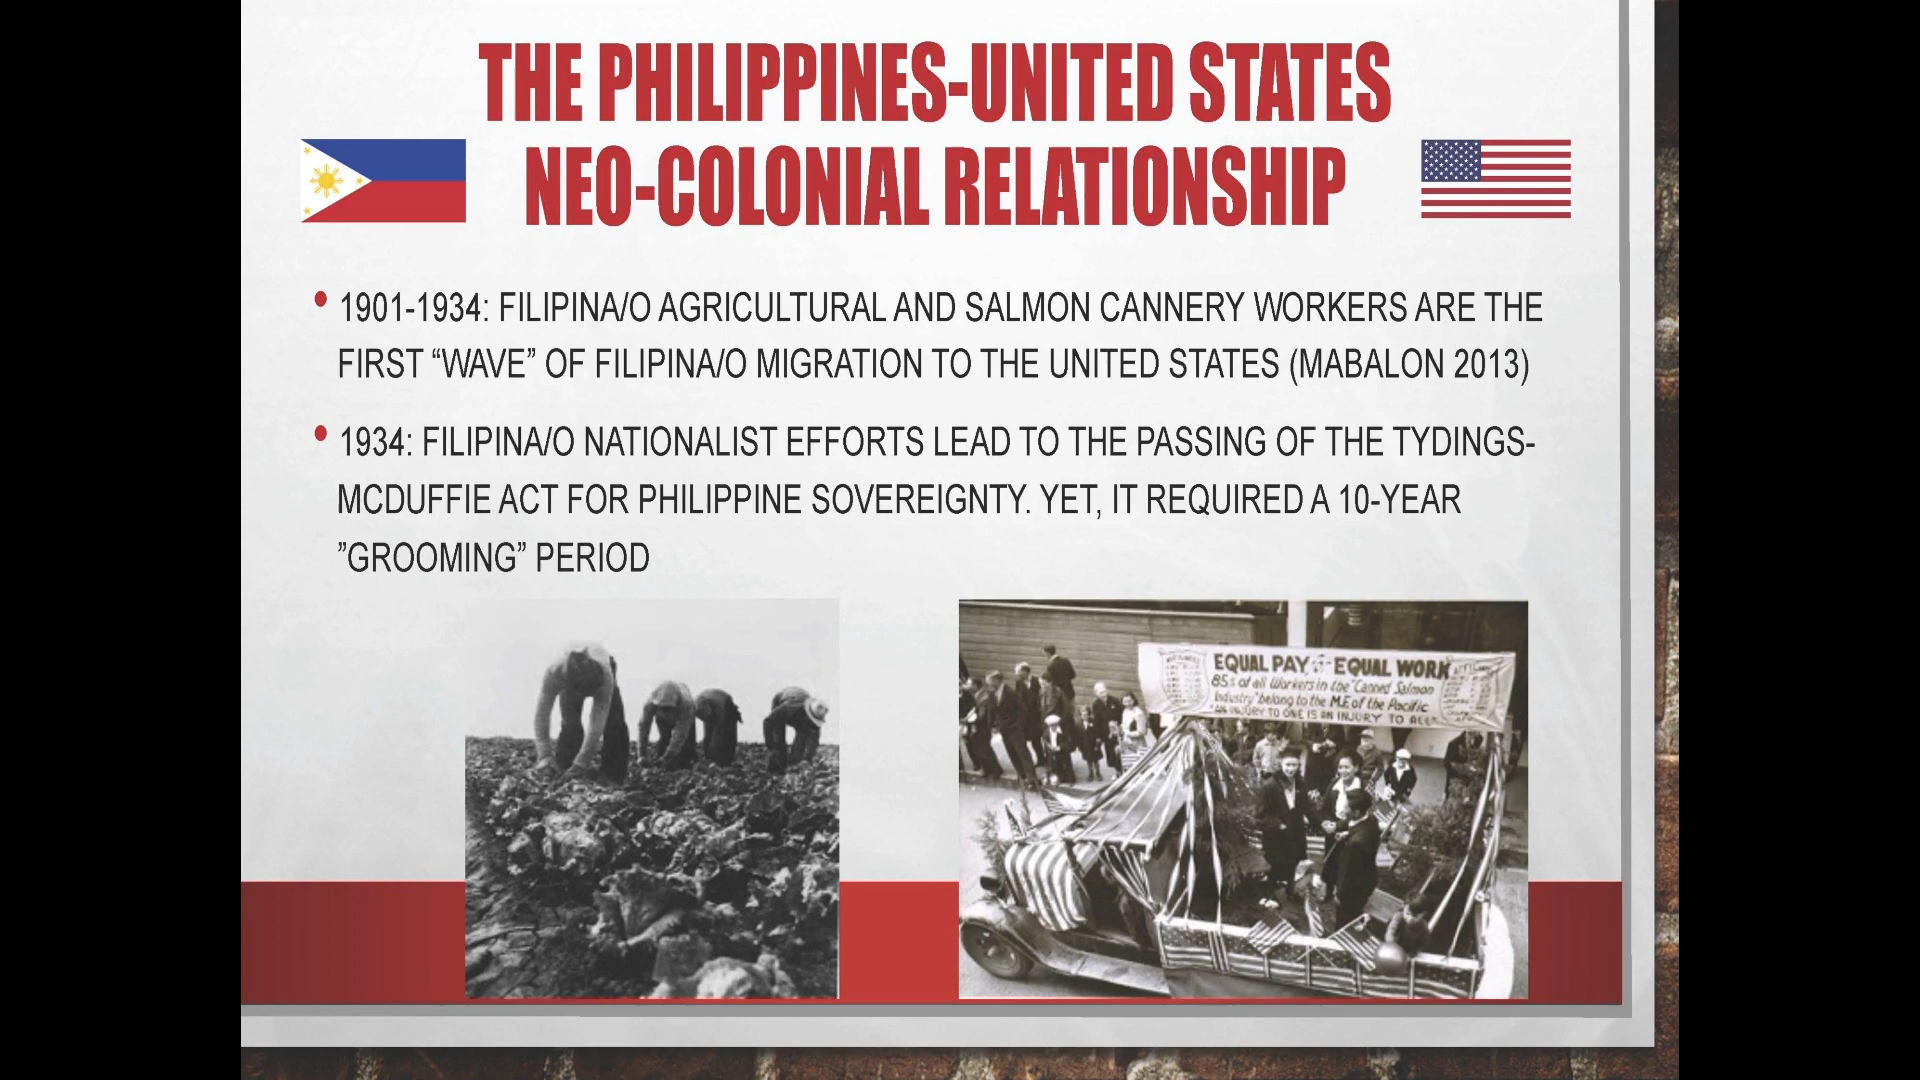 THE PHILIPPINES-UNITED STATES
NEO-COLONIAL RELATIONSHIP
• 1901-1934: FILIPINA/O AGRICULTURAL AND SALMON CANNERY WORKERS ARE THE
FIRST “WAVE” OF FILIPINA/O MIGRATION TO THE UNITED STATES (MABALON 2013)
• 1934: FILIPINA/O NATIONALIST EFFORTS LEAD TO THE PASSING OF THE TYDINGS-
MCDUFFIE ACT FOR PHILIPPINE SOVEREIGNTY. YET, IT REQUIRED A 10-YEAR
”GROOMING” PERIOD
EQUAL PAY EQUAL WORK
85% of all Workers in the "Canned Salmon
Industry" belong to the M.E of the Pacific
"AN INJURY TO ONE IS AN INJURY TO ALL"